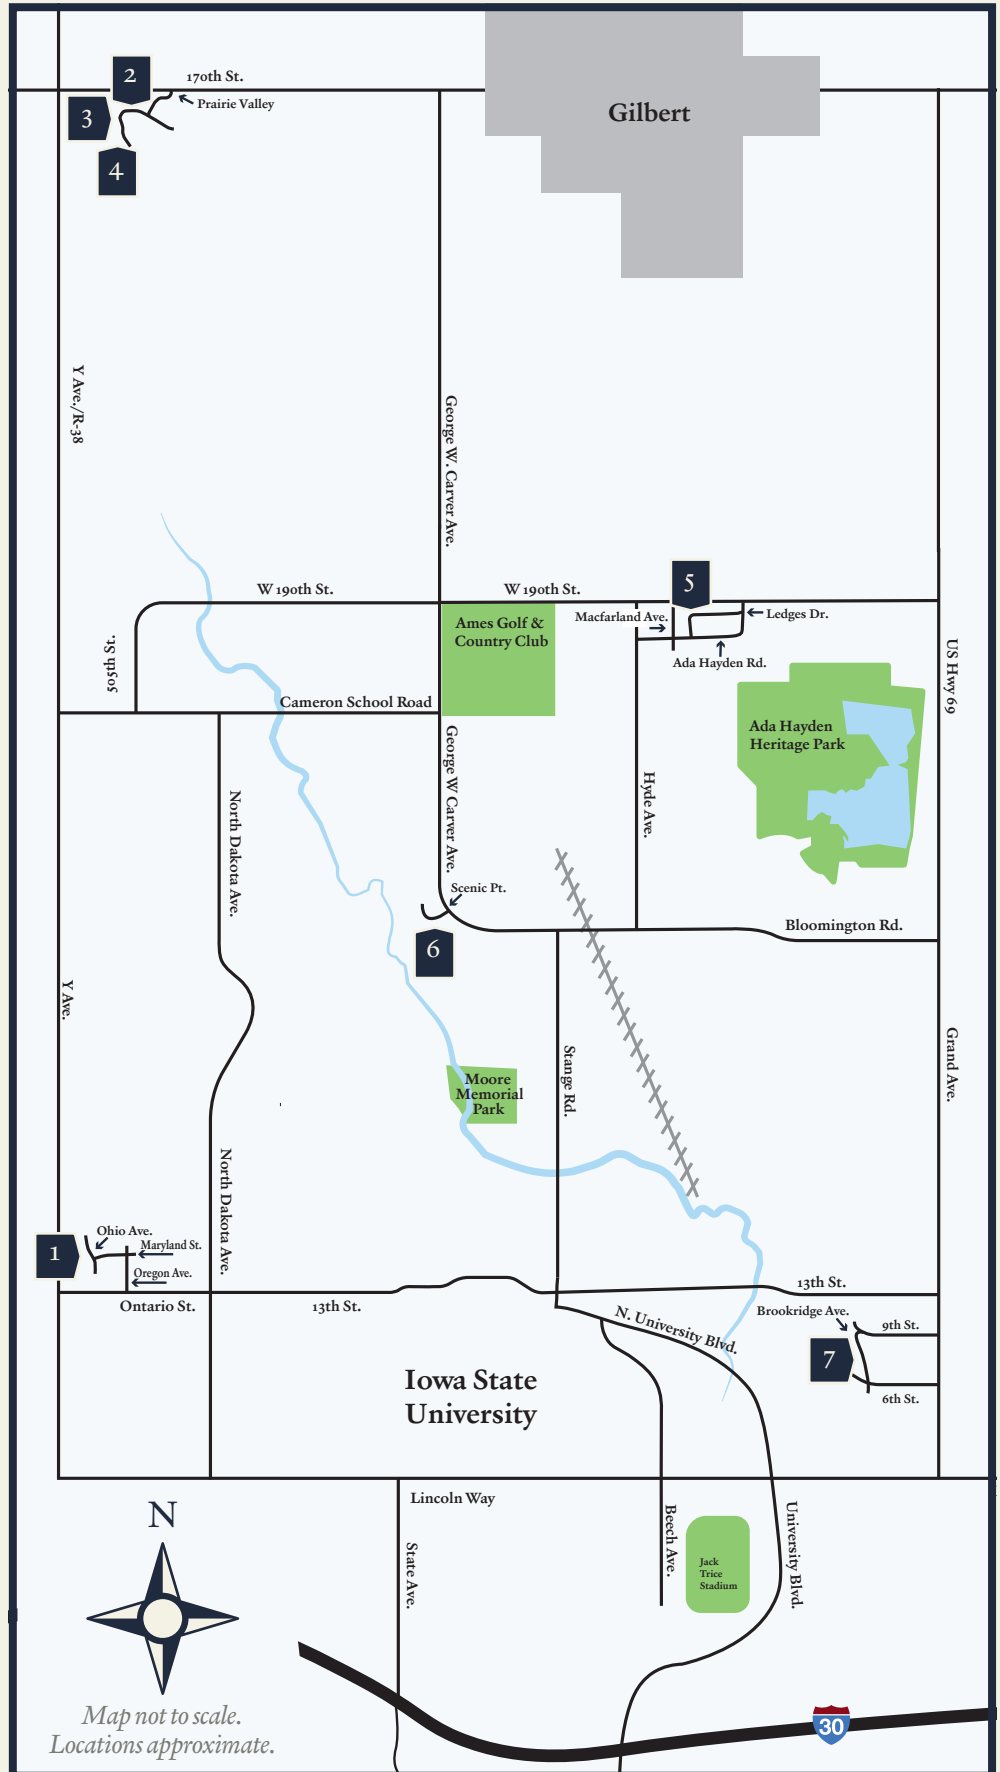 2
170th St.
Prairie Valley
3
4
Gilbert
Y Ave./R-38
George W. Carver Ave.
W 190th St.
W 190th St.
5
Macfarland Ave.
Ledges Dr.
Ada Hayden Rd.
Ames Golf &
Country Club
505th St.
US Hwy 69
Cameron School Road
Ada Hayden
Heritage Park
George W Carver Ave.
Hyde Ave.
North Dakota Ave.
Scenic Pt.
6
Bloomington Rd.
Y Ave.
Stange Rd.
Grand Ave.
Moore
Memorial
Park
North Dakota Ave.
1
Ohio Ave.
Maryland St.
Oregon Ave.
Ontario St.
13th St.
13th St.
N. University Blvd.
Brookridge Ave.
9th St.
7
6th St.
Iowa State
University
Lincoln Way
N
State Ave.
Beech Ave.
Jack
Trice
Stadium
University Blvd.
30
Map not to scale.
Locations approximate.